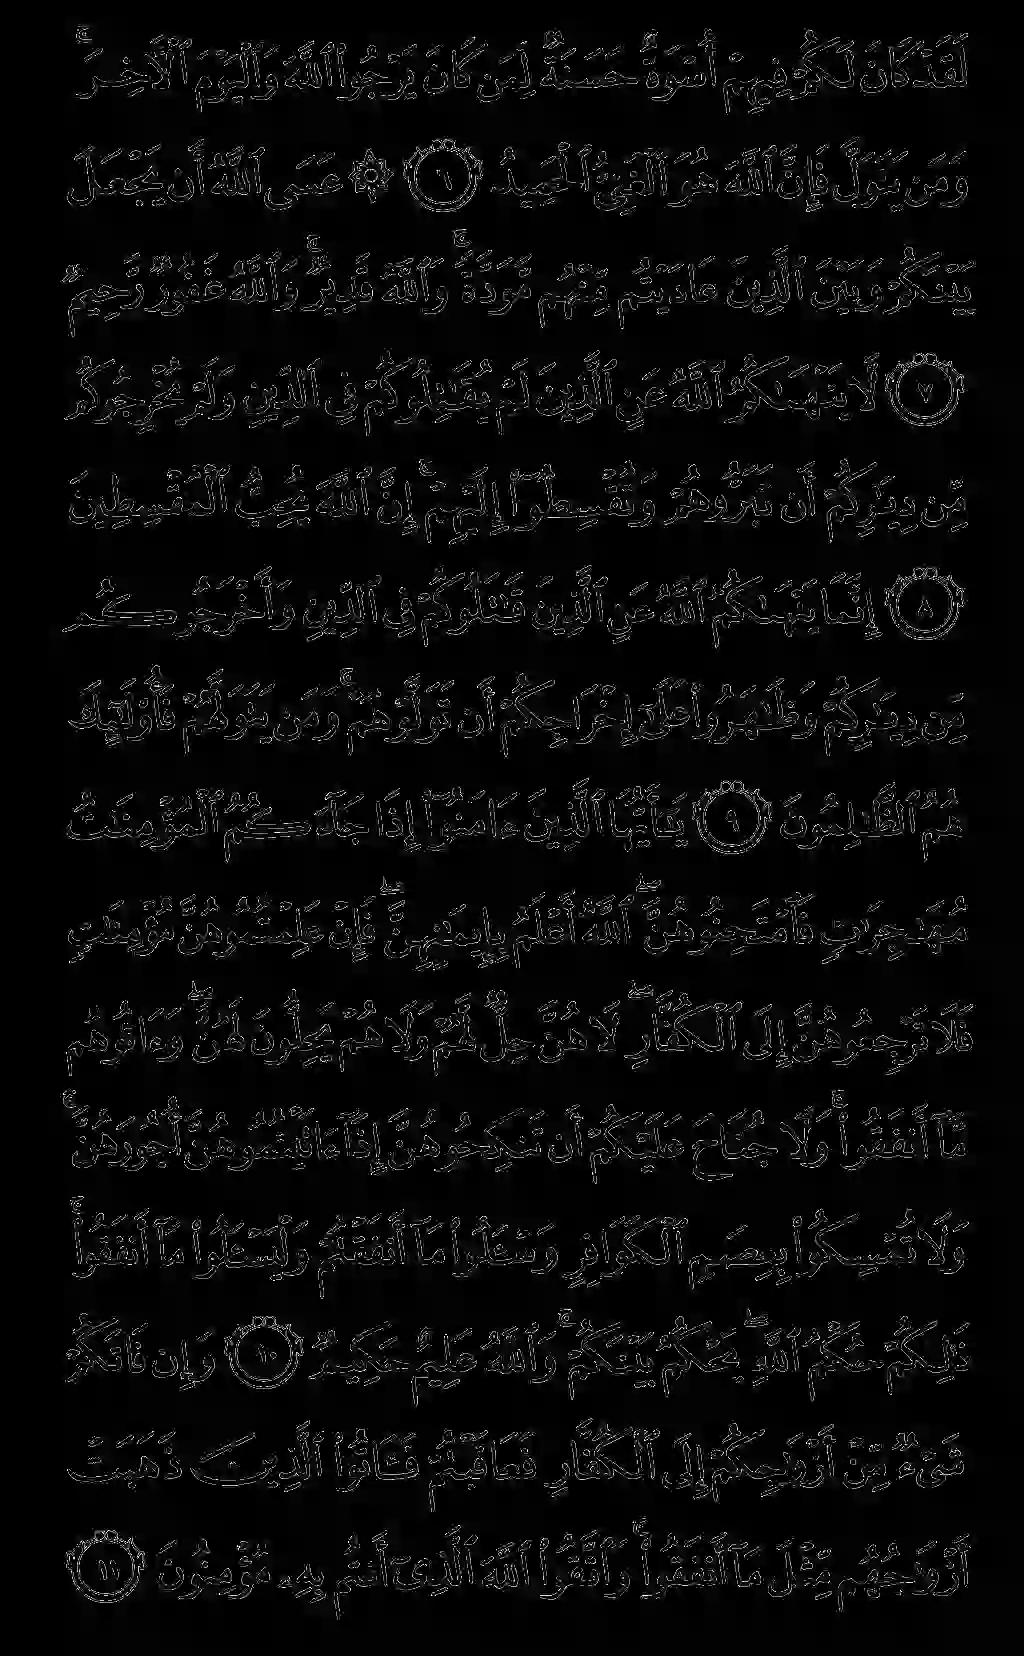 لَقَدْ كَانَ لَكُمْ فِيهِمْ أُسْوَةٌ حَسَنَةٌ لِّمَن كَانَ يَرْجُوا۟ ٱللَّهَ وَٱلْيَوْمَ ٱلْـَٔاخِرَ ۚ
وَمَن يَتَوَلَّ فَإِنَّ ٱللَّهَ هُوَ ٱلْغَنِىُّ ٱلْحَمِيدُ ٦ ۞ عَسَى ٱللَّهُ أَن يَجْعَلَ
بَيْنَكُمْ وَبَيْنَ ٱلَّذِينَ عَادَيْتُم مِّنْهُم مَّوَدَّةً ۚ وَٱللَّهُ قَدِيرٌ ۚ وَٱللَّهُ غَفُورٌ رَّحِيمٌ
٧ لَّا يَنْهَىٰكُمُ ٱللَّهُ عَنِ ٱلَّذِينَ لَمْ يُقَـٰتِلُوكُمْ فِى ٱلدِّينِ وَلَمْ يُخْرِجُوكُم
مِّن دِيَـٰرِكُمْ أَن تَبَرُّوهُمْ وَتُقْسِطُوٓا۟ إِلَيْهِمْ ۚ إِنَّ ٱللَّهَ يُحِبُّ ٱلْمُقْسِطِينَ
٨ إِنَّمَا يَنْهَىٰكُمُ ٱللَّهُ عَنِ ٱلَّذِينَ قَـٰتَلُوكُمْ فِى ٱلدِّينِ وَأَخْرَجُوكُم
مِّن دِيَـٰرِكُمْ وَظَـٰهَرُوا۟ عَلَىٰٓ إِخْرَاجِكُمْ أَن تَوَلَّوْهُمْ ۚ وَمَن يَتَوَلَّهُمْ فَأُو۟لَـٰٓئِكَ
هُمُ ٱلظَّـٰلِمُونَ ٩ يَـٰٓأَيُّهَا ٱلَّذِينَ ءَامَنُوٓا۟ إِذَا جَآءَكُمُ ٱلْمُؤْمِنَـٰتُ
مُهَـٰجِرَٰتٍ فَٱمْتَحِنُوهُنَّ ۖ ٱللَّهُ أَعْلَمُ بِإِيمَـٰنِهِنَّ ۖ فَإِنْ عَلِمْتُمُوهُنَّ مُؤْمِنَـٰتٍ
فَلَا تَرْجِعُوهُنَّ إِلَى ٱلْكُفَّارِ ۖ لَا هُنَّ حِلٌّ لَّهُمْ وَلَا هُمْ يَحِلُّونَ لَهُنَّ ۖ وَءَاتُوهُم
مَّآ أَنفَقُوا۟ ۚ وَلَا جُنَاحَ عَلَيْكُمْ أَن تَنكِحُوهُنَّ إِذَآ ءَاتَيْتُمُوهُنَّ أُجُورَهُنَّ ۚ
وَلَا تُمْسِكُوا۟ بِعِصَمِ ٱلْكَوَافِرِ وَسْـَٔلُوا۟ مَآ أَنفَقْتُمْ وَلْيَسْـَٔلُوا۟ مَآ أَنفَقُوا۟ ۚ
ذَٰلِكُمْ حُكْمُ ٱللَّهِ ۖ يَحْكُمُ بَيْنَكُمْ ۚ وَٱللَّهُ عَلِيمٌ حَكِيمٌ ١٠ وَإِن فَاتَكُمْ
شَىْءٌ مِّنْ أَزْوَٰجِكُمْ إِلَى ٱلْكُفَّارِ فَعَاقَبْتُمْ فَـَٔاتُوا۟ ٱلَّذِينَ ذَهَبَتْ
أَزْوَٰجُهُم مِّثْلَ مَآ أَنفَقُوا۟ ۚ وَٱتَّقُوا۟ ٱللَّهَ ٱلَّذِىٓ أَنتُم بِهِۦ مُؤْمِنُونَ ١١